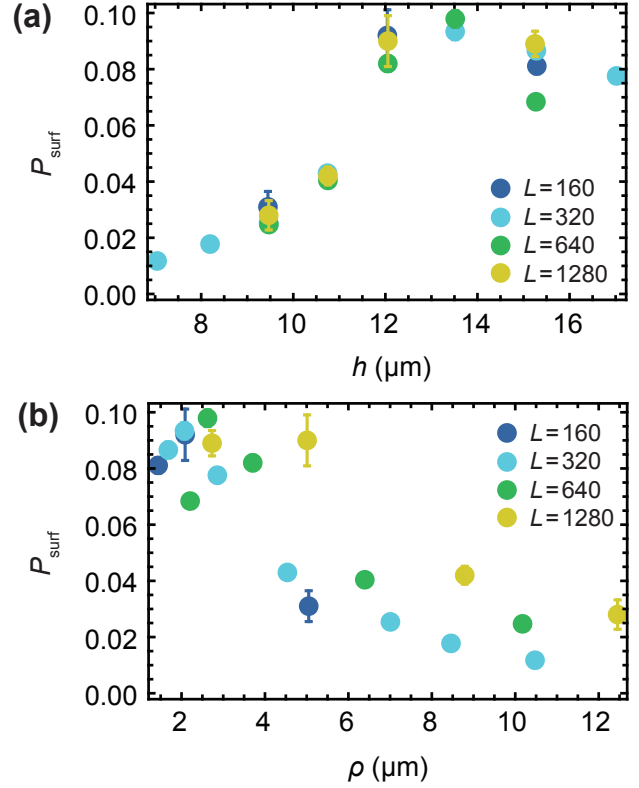 (a)
0.10
0.08
0.06
0.04
0.02
0.00
P_surf
8 10 12 14 16
h (μm)
L=160
L=320
L=640
L=1280
(b)
0.10
0.08
0.06
0.04
0.02
0.00
P_surf
2 4 6 8 10 12
ρ (μm)
L=160
L=320
L=640
L=1280